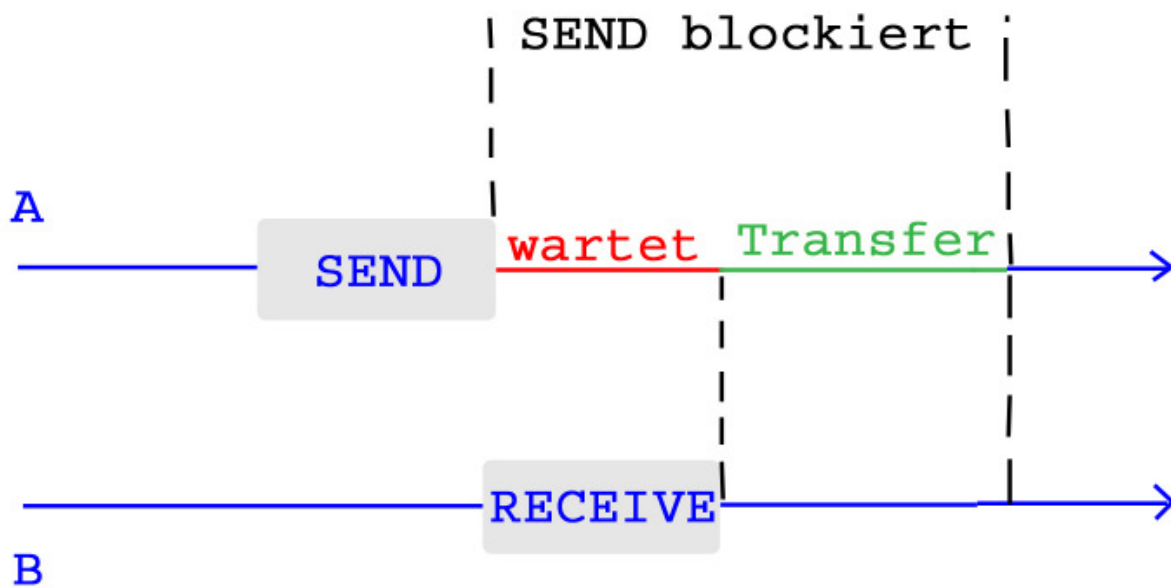 SEND blockiert
A
SEND
wartet
Transfer
RECEIVE
B